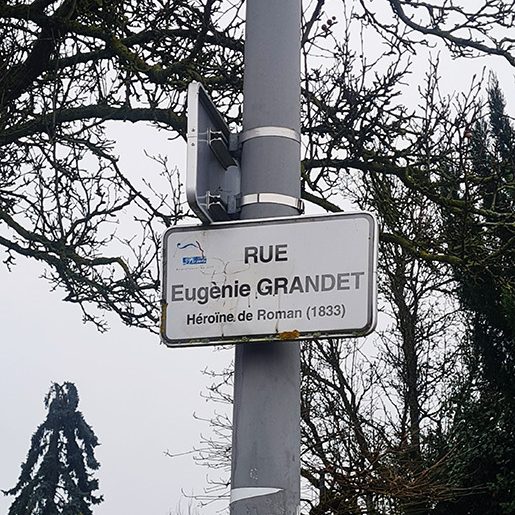 RUE
Eugènie GRANDET
Héroïne de Roman (1833)